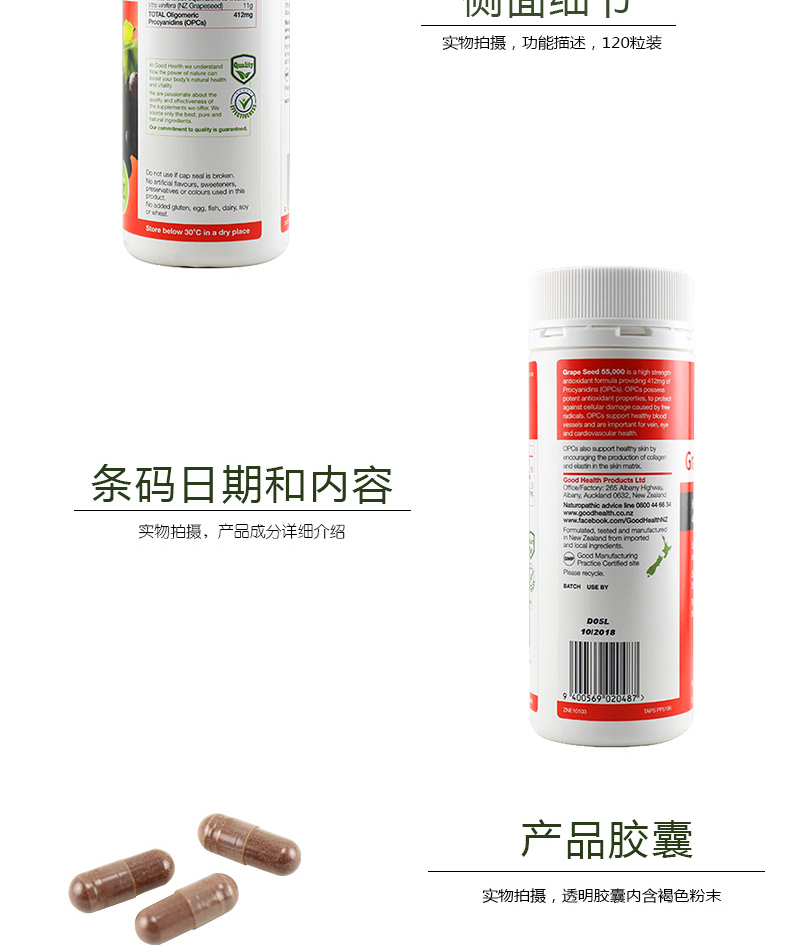 侧面细节
实物拍摄，功能描述，120粒装
Vitis vinifera (NZ Grapeseed) 11g
TOTAL Oligomeric 412mg
Procyanidins (OPCs)
At Good Health we understand
how the power of nature can
boost your body's natural health
and vitality.
We are passionate about the
quality and effectiveness of
the supplements we offer. We
source only the best, pure and
natural ingredients.
Our commitment to quality is guaranteed.
Quality
Do not use if cap seal is broken.
No artificial flavours, sweeteners,
preservatives or colours used in this
product.
No added gluten, egg, fish, dairy, soy
or wheat.
Store below 30°C in a dry place
条码日期和内容
实物拍摄，产品成分详细介绍
Grape Seed 55,000 is a high strength
antioxidant formula providing 412mg of
Procyanidins (OPCs). OPCs possess
potent antioxidant properties, to protect
against cellular damage caused by free
radicals. OPCs support healthy blood
vessels and are important for vein, eye
and cardiovascular health.
OPCs also support healthy skin by
encouraging the production of collagen
and elastin in the skin matrix.
Good Health Products Ltd
Office/Factory: 265 Albany Highway,
Albany, Auckland 0632, New Zealand
Naturopathic advice line 0800 44 66 34
www.goodhealth.co.nz
www.facebook.com/GoodHealthNZ
Formulated, tested and manufactured
in New Zealand from imported
and local ingredients.
GMP Good Manufacturing
Practice Certified site
Please recycle.
BATCH USE BY
D05L
10/2018
9 400569 020487 >
ZNE10103 TAPS PP5195
产品胶囊
实物拍摄，透明胶囊内含褐色粉末